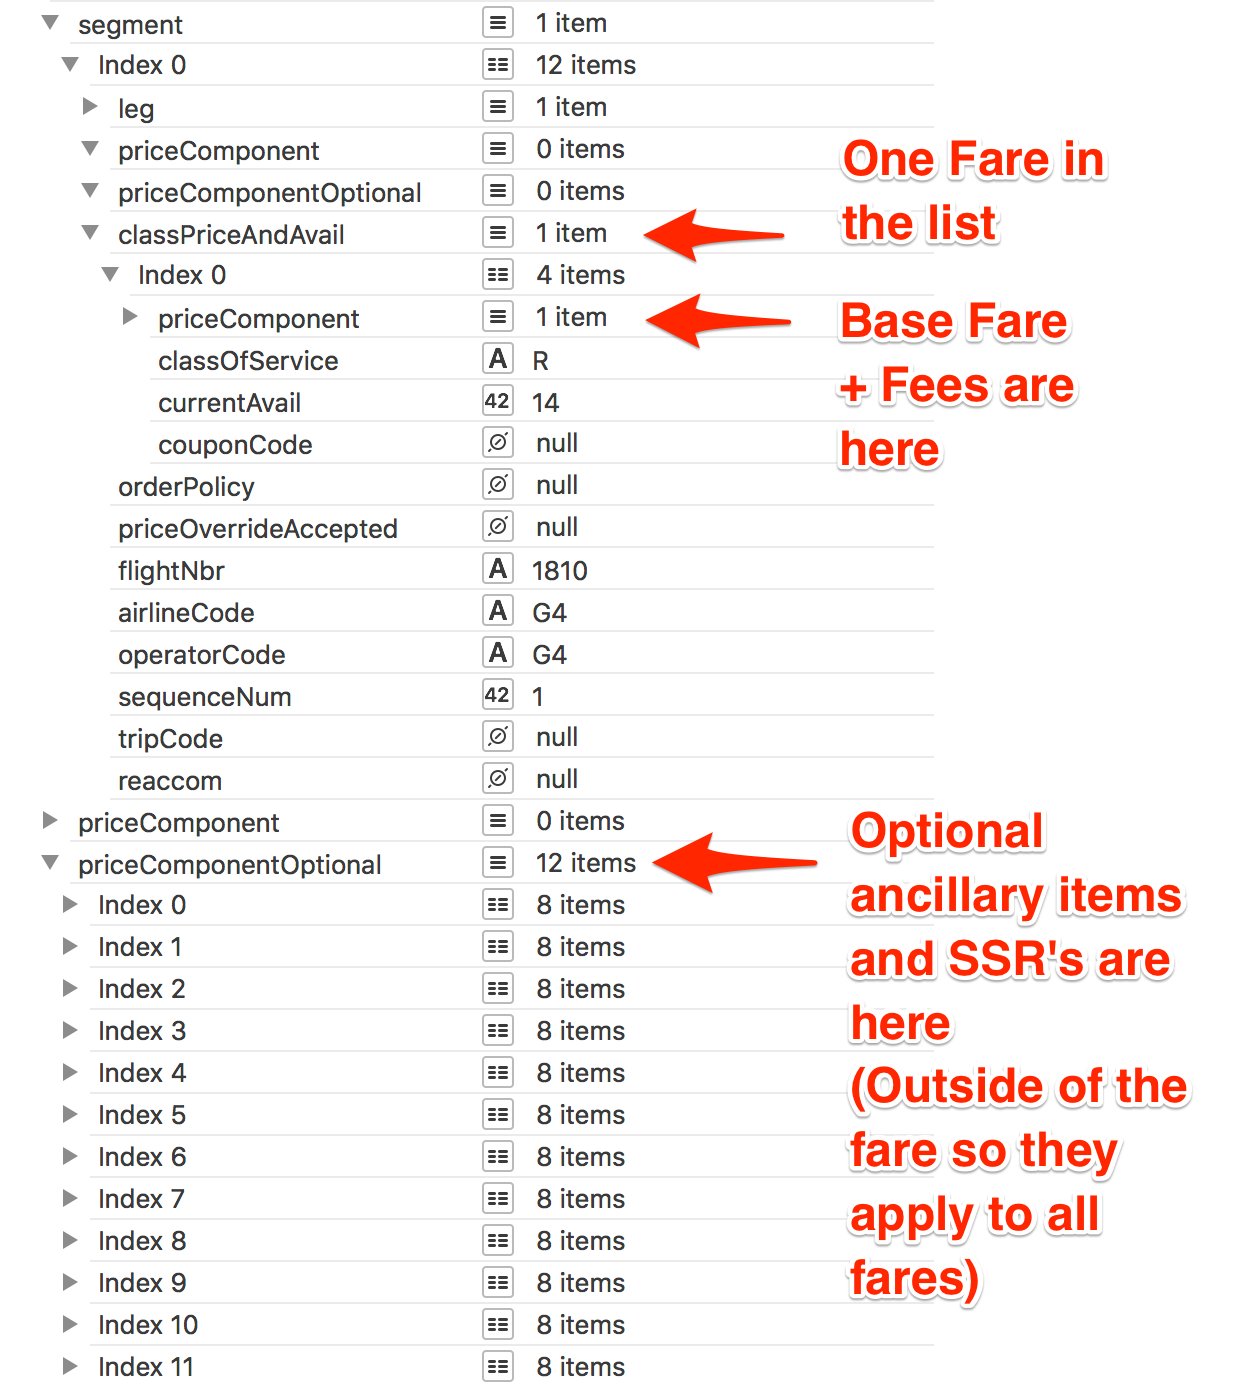 segment 1 item
Index 0 12 items
leg 1 item
priceComponent 0 items
priceComponentOptional 0 items
classPriceAndAvail 1 item
One Fare in
the list
Index 0 4 items
priceComponent 1 item
classOfService A R
currentAvail 42 14
couponCode null
Base Fare
+ Fees are
here
orderPolicy null
priceOverrideAccepted null
flightNbr A 1810
airlineCode A G4
operatorCode A G4
sequenceNum 42 1
tripCode null
reaccom null
priceComponent 0 items
priceComponentOptional 12 items
Index 0 8 items
Index 1 8 items
Index 2 8 items
Index 3 8 items
Index 4 8 items
Index 5 8 items
Index 6 8 items
Index 7 8 items
Index 8 8 items
Index 9 8 items
Index 10 8 items
Index 11 8 items
Optional
ancillary items
and SSR's are
here
(Outside of the
fare so they
apply to all
fares)